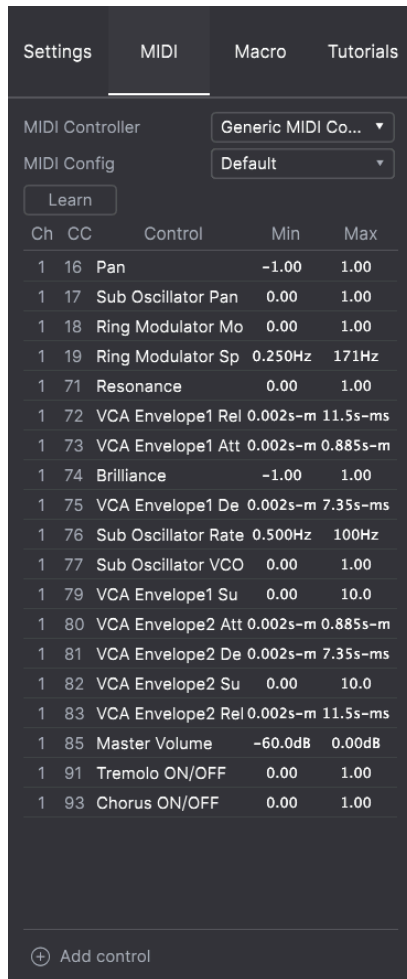 Settings MIDI Macro Tutorials
MIDI Controller Generic MIDI Co...
MIDI Config Default
Learn
Ch CC Control Min Max
1 16 Pan -1.00 1.00
1 17 Sub Oscillator Pan 0.00 1.00
1 18 Ring Modulator Mo 0.00 1.00
1 19 Ring Modulator Sp 0.250Hz 171Hz
1 71 Resonance 0.00 1.00
1 72 VCA Envelope1 Rel 0.002s-m 11.5s-ms
1 73 VCA Envelope1 Att 0.002s-m 0.885s-m
1 74 Brilliance -1.00 1.00
1 75 VCA Envelope1 De 0.002s-m 7.35s-ms
1 76 Sub Oscillator Rate 0.500Hz 100Hz
1 77 Sub Oscillator VCO 0.00 1.00
1 79 VCA Envelope1 Su 0.00 10.0
1 80 VCA Envelope2 Att 0.002s-m 0.885s-m
1 81 VCA Envelope2 De 0.002s-m 7.35s-ms
1 82 VCA Envelope2 Su 0.00 10.0
1 83 VCA Envelope2 Rel 0.002s-m 11.5s-ms
1 85 Master Volume -60.0dB 0.00dB
1 91 Tremolo ON/OFF 0.00 1.00
1 93 Chorus ON/OFF 0.00 1.00
Add control